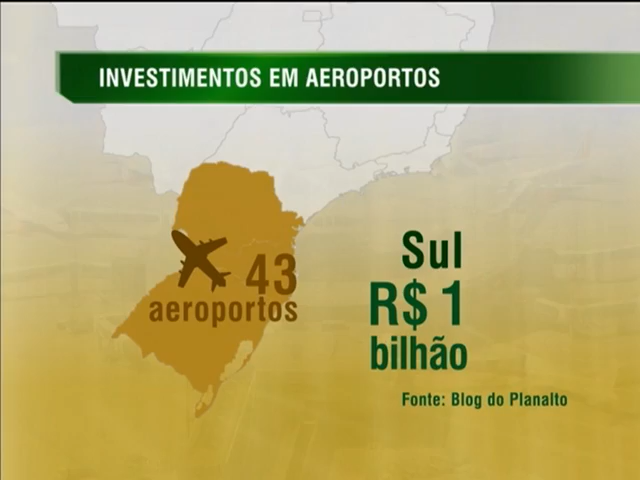 INVESTIMENTOS EM AEROPORTOS
43
aeroportos
Sul
R$ 1
bilhão
Fonte: Blog do Planalto